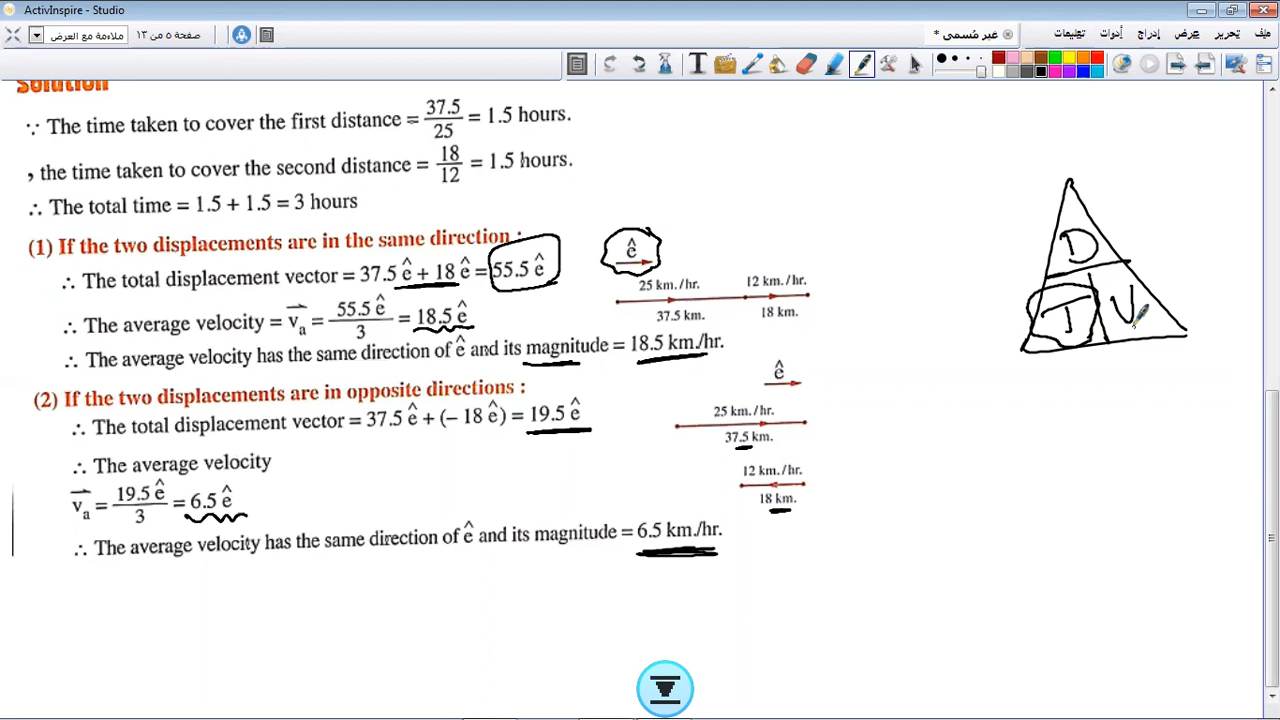 ActivInspire - Studio
ملاءمة مع العرض
صفحة ٥ من ١٣
غير مُسمى *
ملف تحرير عرض إدراج أدوات تعليمات
Solution
∵ The time taken to cover the first distance = 37.5/25 = 1.5 hours.
, the time taken to cover the second distance = 18/12 = 1.5 hours.
∴ The total time = 1.5 + 1.5 = 3 hours
(1) If the two displacements are in the same direction :
∴ The total displacement vector = 37.5 ê + 18 ê = 55.5 ê
ê
25 km./hr. 12 km./hr.
37.5 km. 18 km.
∴ The average velocity = v⃗ₐ = 55.5 ê/3 = 18.5 ê
∴ The average velocity has the same direction of ê and its magnitude = 18.5 km./hr.
(2) If the two displacements are in opposite directions :
∴ The total displacement vector = 37.5 ê + (– 18 ê) = 19.5 ê
ê
25 km./hr.
37.5 km.
∴ The average velocity
12 km./hr.
18 km.
v⃗ₐ = 19.5 ê/3 = 6.5 ê
∴ The average velocity has the same direction of ê and its magnitude = 6.5 km./hr.
D
T V